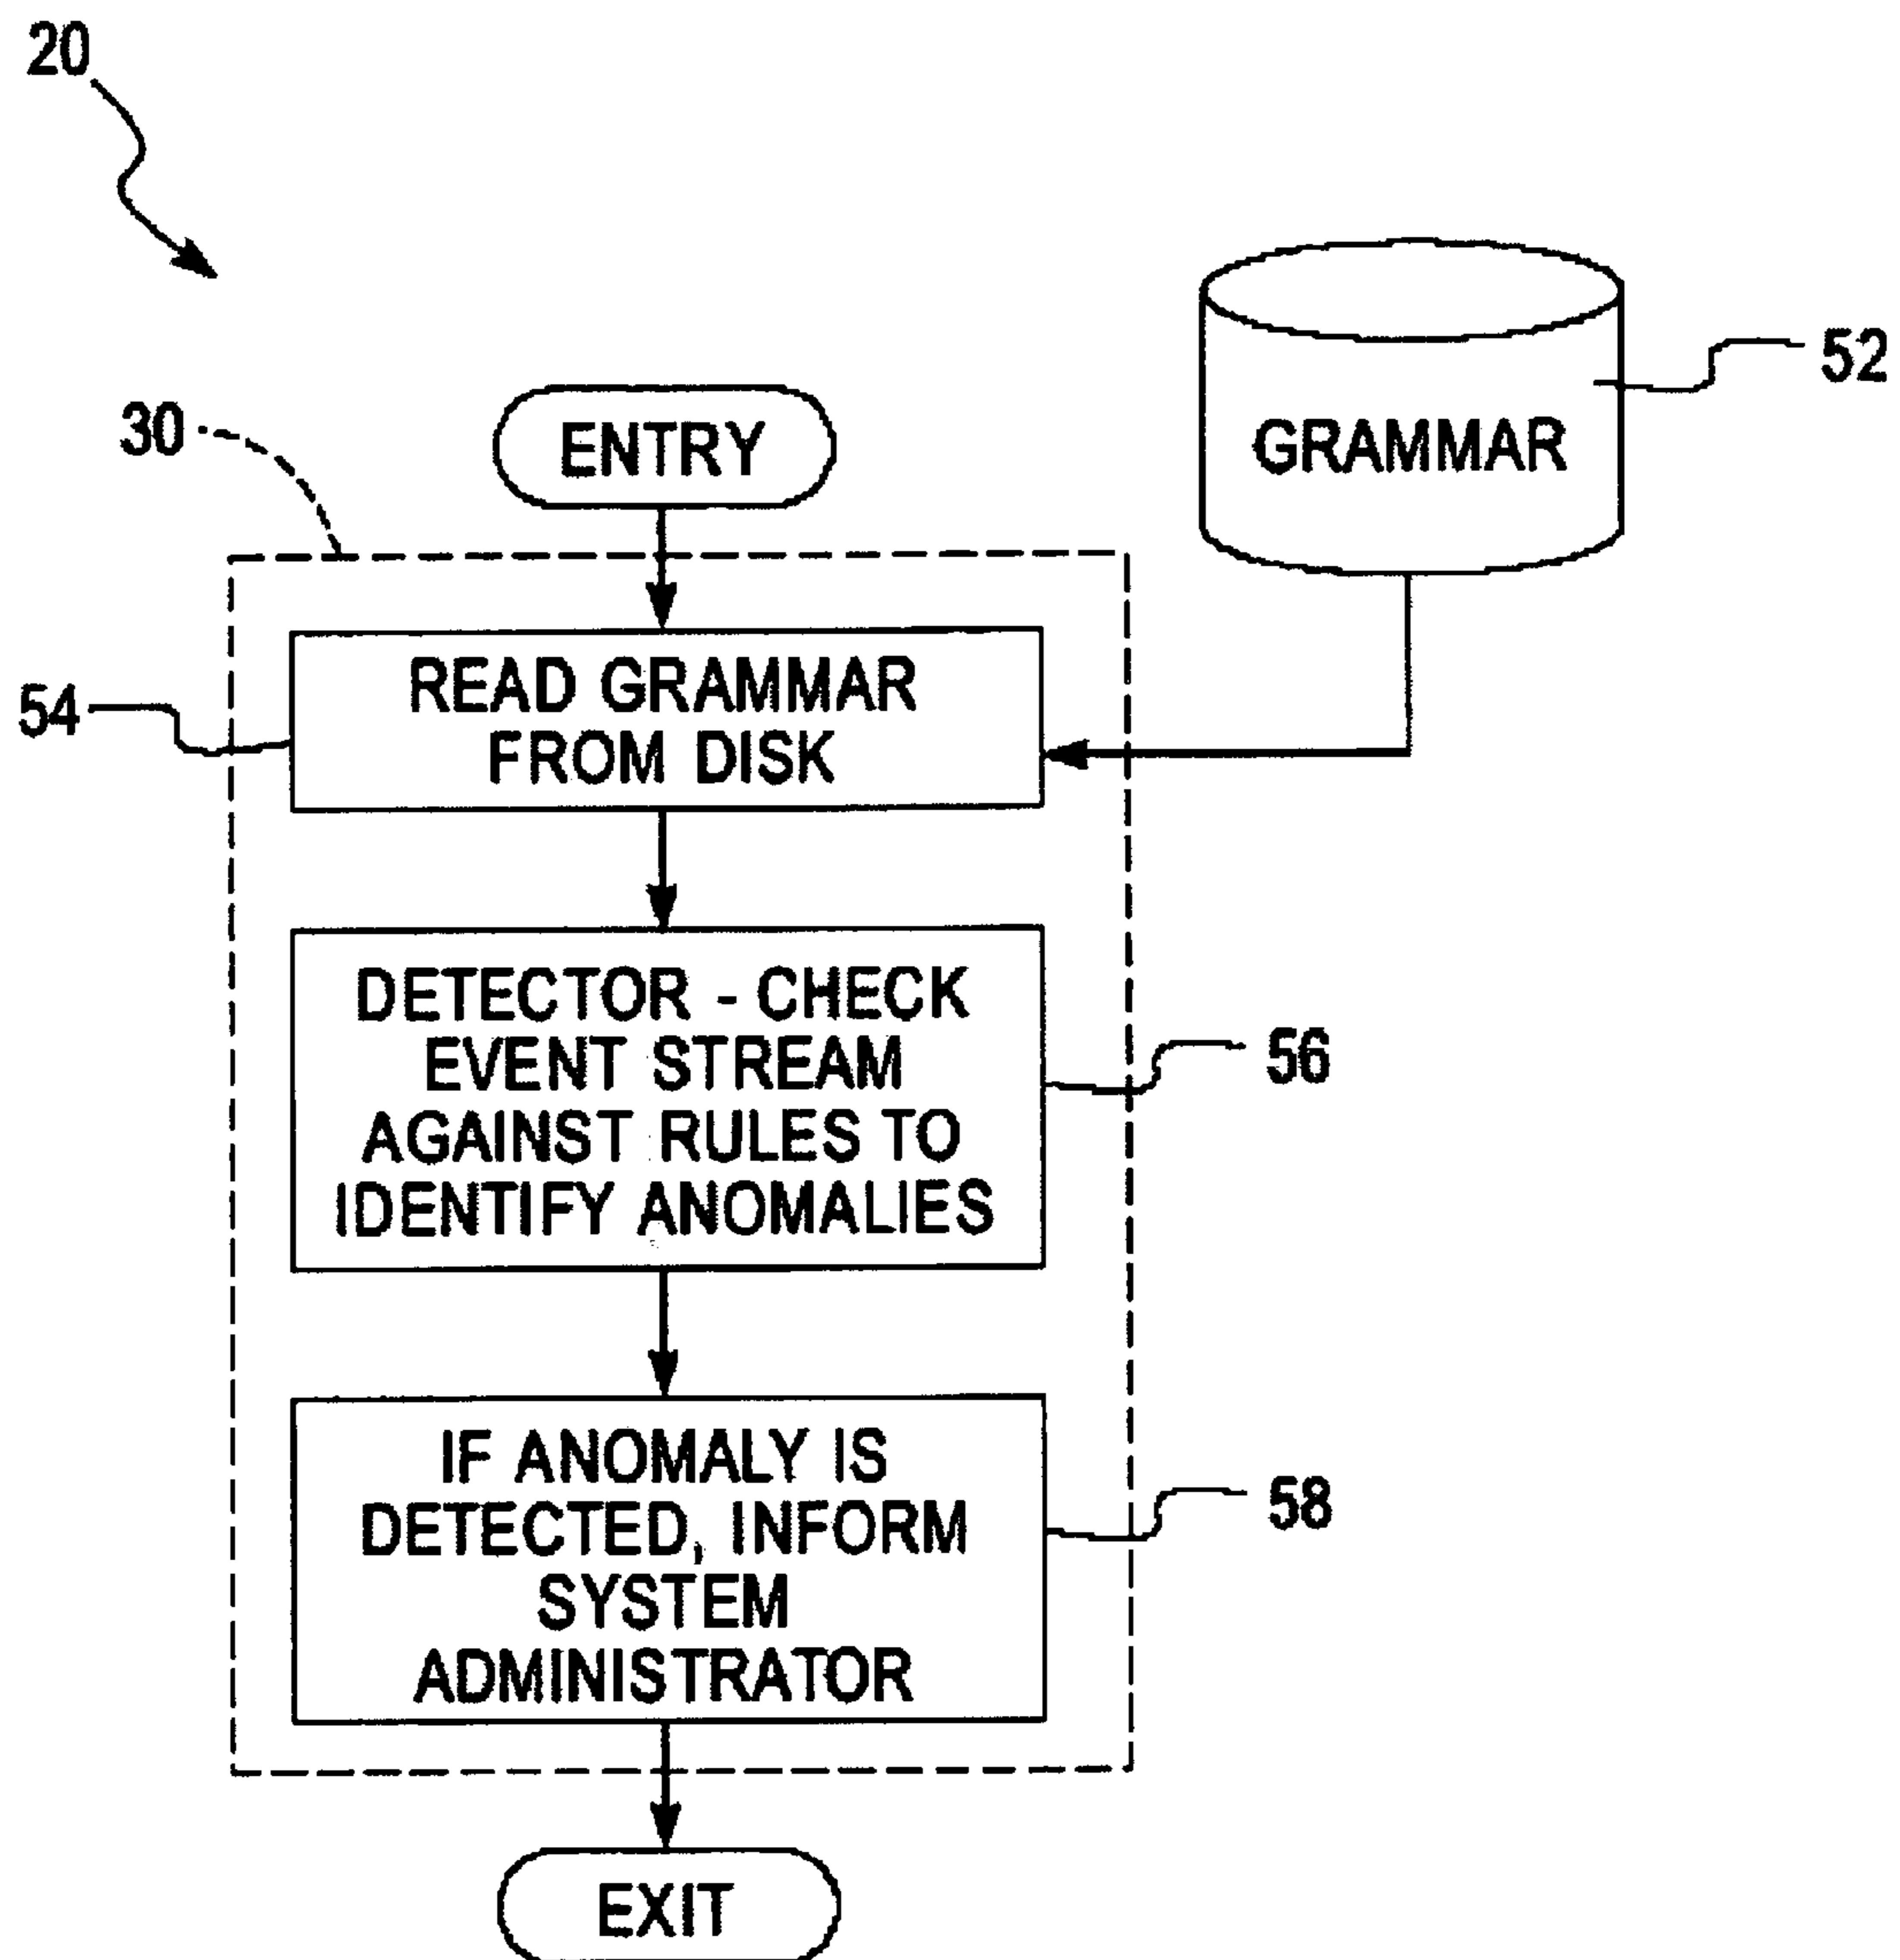 20
52
30
ENTRY
GRAMMAR
54
READ GRAMMAR
FROM DISK
DETECTOR - CHECK
EVENT STREAM
AGAINST RULES TO
IDENTIFY ANOMALIES
56
IF ANOMALY IS
DETECTED, INFORM
SYSTEM
ADMINISTRATOR
58
EXIT